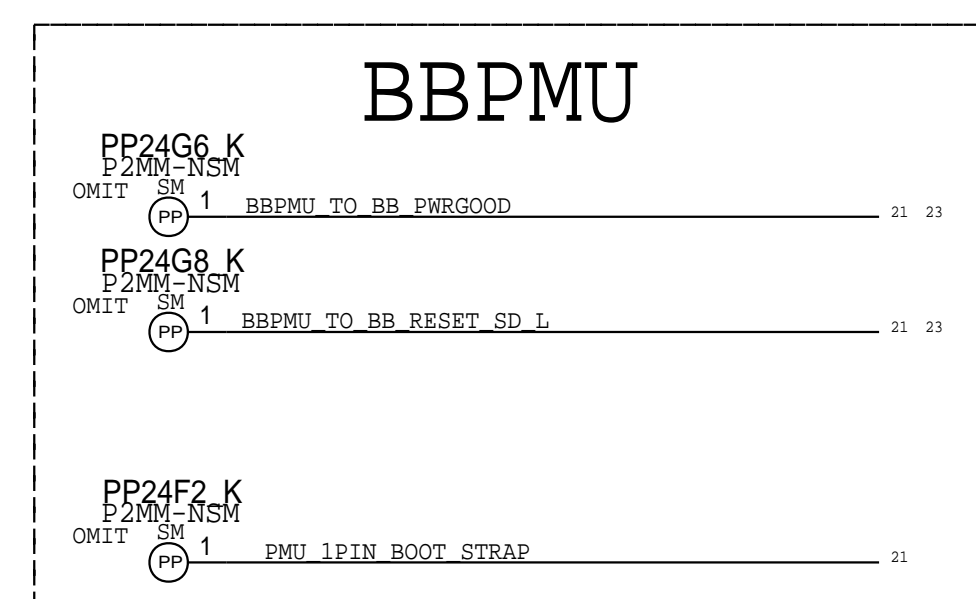 BBPMU
PP24G6_K
P2MM-NSM
OMIT SM
PP 1 BBPMU_TO_BB_PWRGOOD 21 23
PP24G8_K
P2MM-NSM
OMIT SM
PP 1 BBPMU_TO_BB_RESET_SD_L 21 23
PP24F2_K
P2MM-NSM
OMIT SM
PP 1 PMU_1PIN_BOOT_STRAP 21